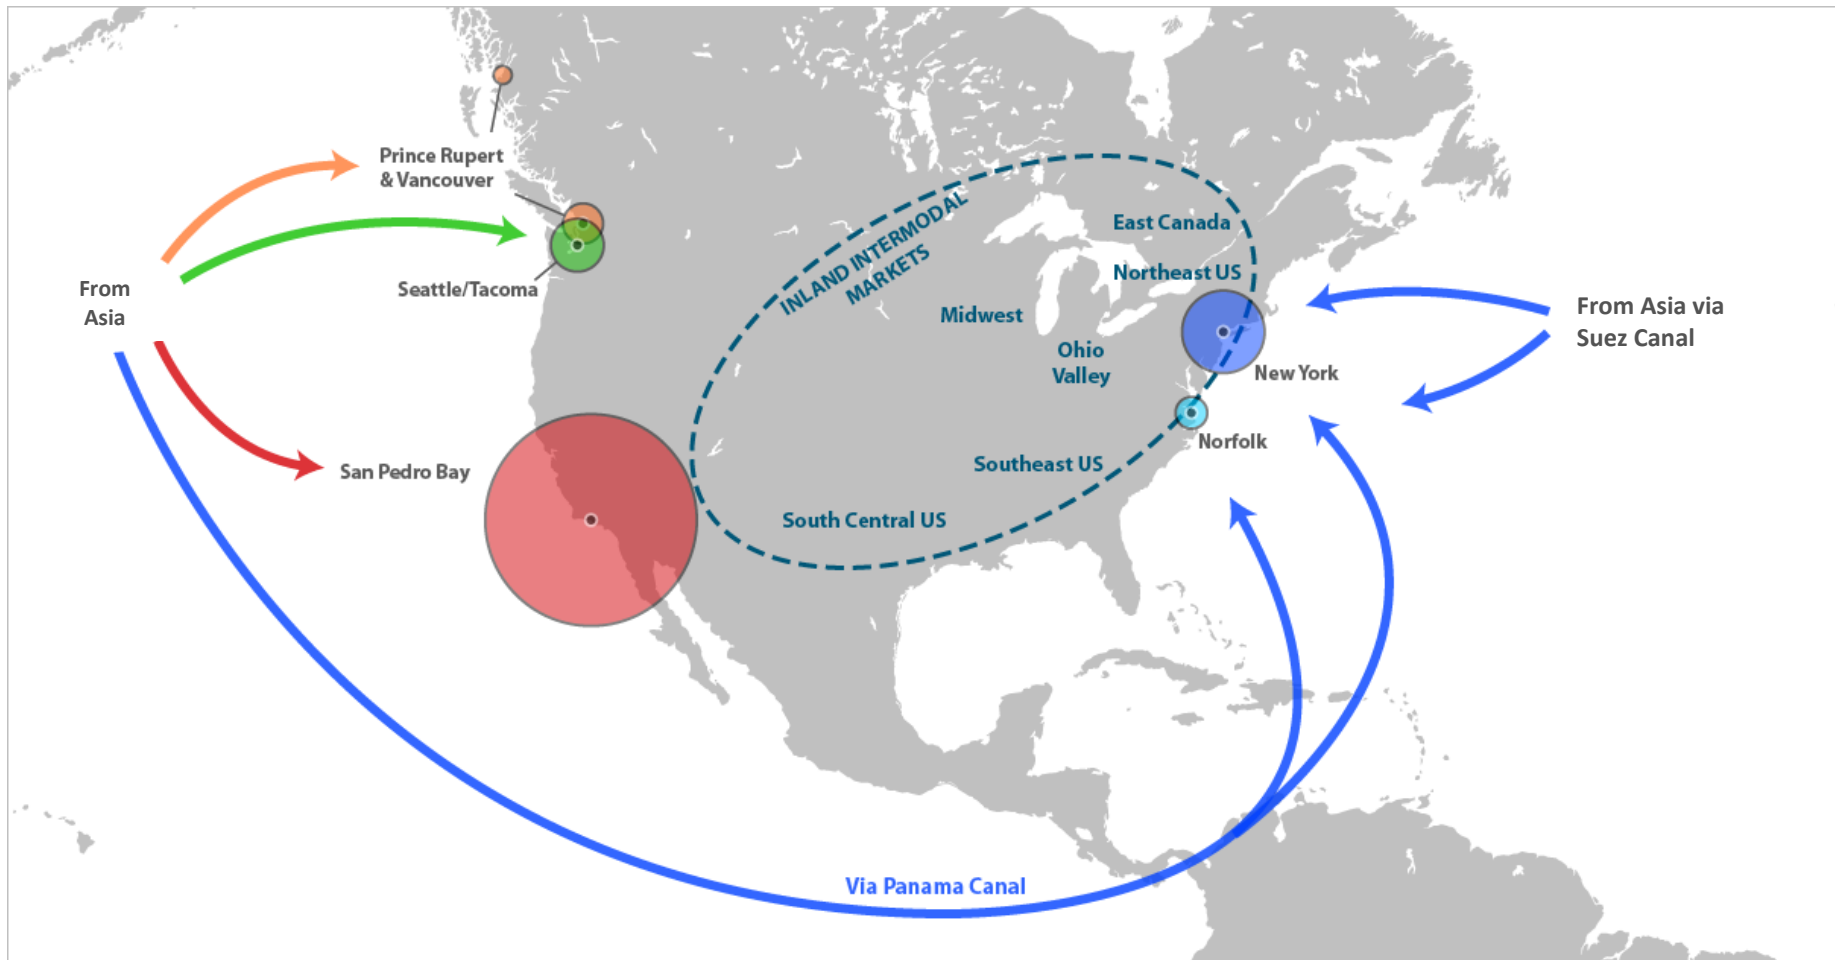 Prince Rupert
& Vancouver
Seattle/Tacoma
From
Asia
San Pedro Bay
INLAND INTERMODAL
MARKETS
East Canada
Northeast US
Midwest
Ohio
Valley
New York
Norfolk
Southeast US
South Central US
From Asia via
Suez Canal
Via Panama Canal